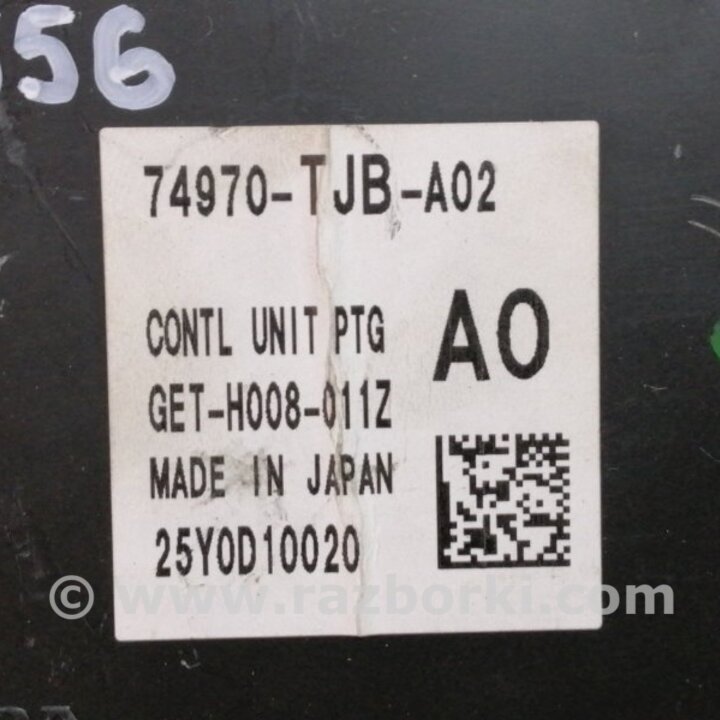 56
74970-TJB-A02
CONTL UNIT PTG
A0
GET-H008-011Z
MADE IN JAPAN
25Y0D10020
© www.razborki.com